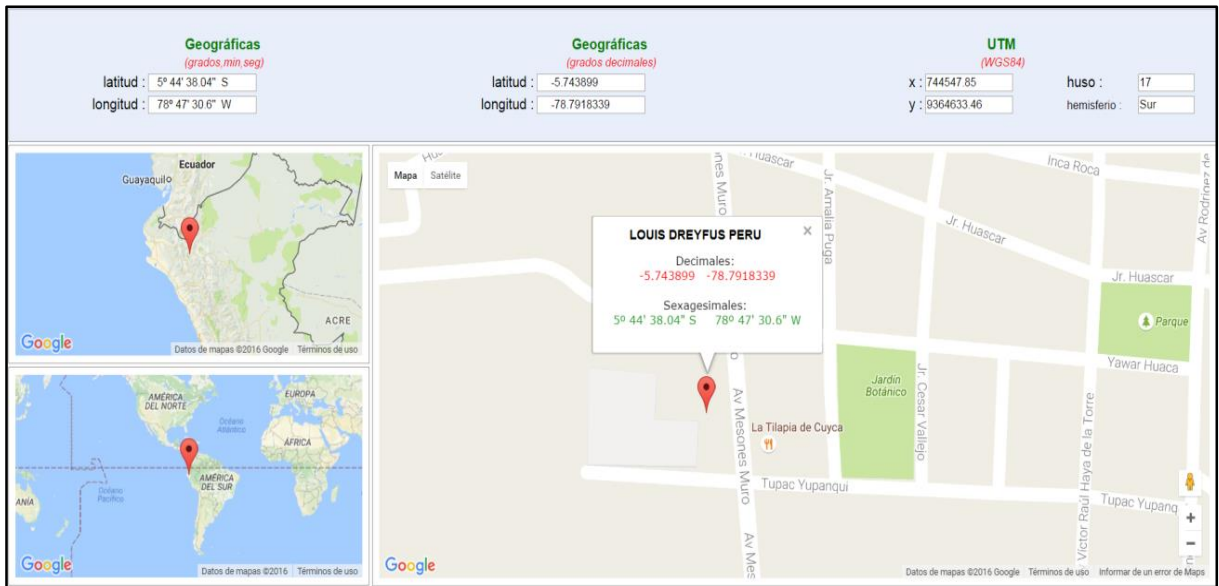 Geográficas
(grados,min,seg)
latitud : 5º 44' 38.04" S
longitud : 78º 47' 30.6" W
Geográficas
(grados decimales)
latitud : -5.743899
longitud : -78.7918339
UTM
(WGS84)
x : 744547.85 huso : 17
y : 9364633.46 hemisferio : Sur
Ecuador
Guayaquil
ACRE
Google
Datos de mapas ©2016 Google Términos de uso
AMÉRICA
DEL NORTE
EUROPA
Océano
Atlántico
ÁFRICA
AMÉRICA
DEL SUR
Océano
Pacífico
ANÍA
Google
Datos de mapas ©2016 Términos de uso
Mapa Satélite
Huascar
Inca Roca
Jr. Amalia Puga
nes Muro
Av Rodríguez de
Jr. Huascar
Jr. Huascar
LOUIS DREYFUS PERU ×
Decimales:
-5.743899 -78.7918339
Sexagesimales:
5º 44' 38.04" S 78º 47' 30.6" W
Parque
Yawar Huaca
Jardín
Botánico
Jr. Cesar Vallejo
Av Mesones Muro
La Tilapia de Cuyca
Victor Raúl Haya de la Torre
Tupac Yupanqui
Tupac Yupanq
Av Mes
+
−
Google
Datos de mapas ©2016 Google Términos de uso Informar de un error de Maps